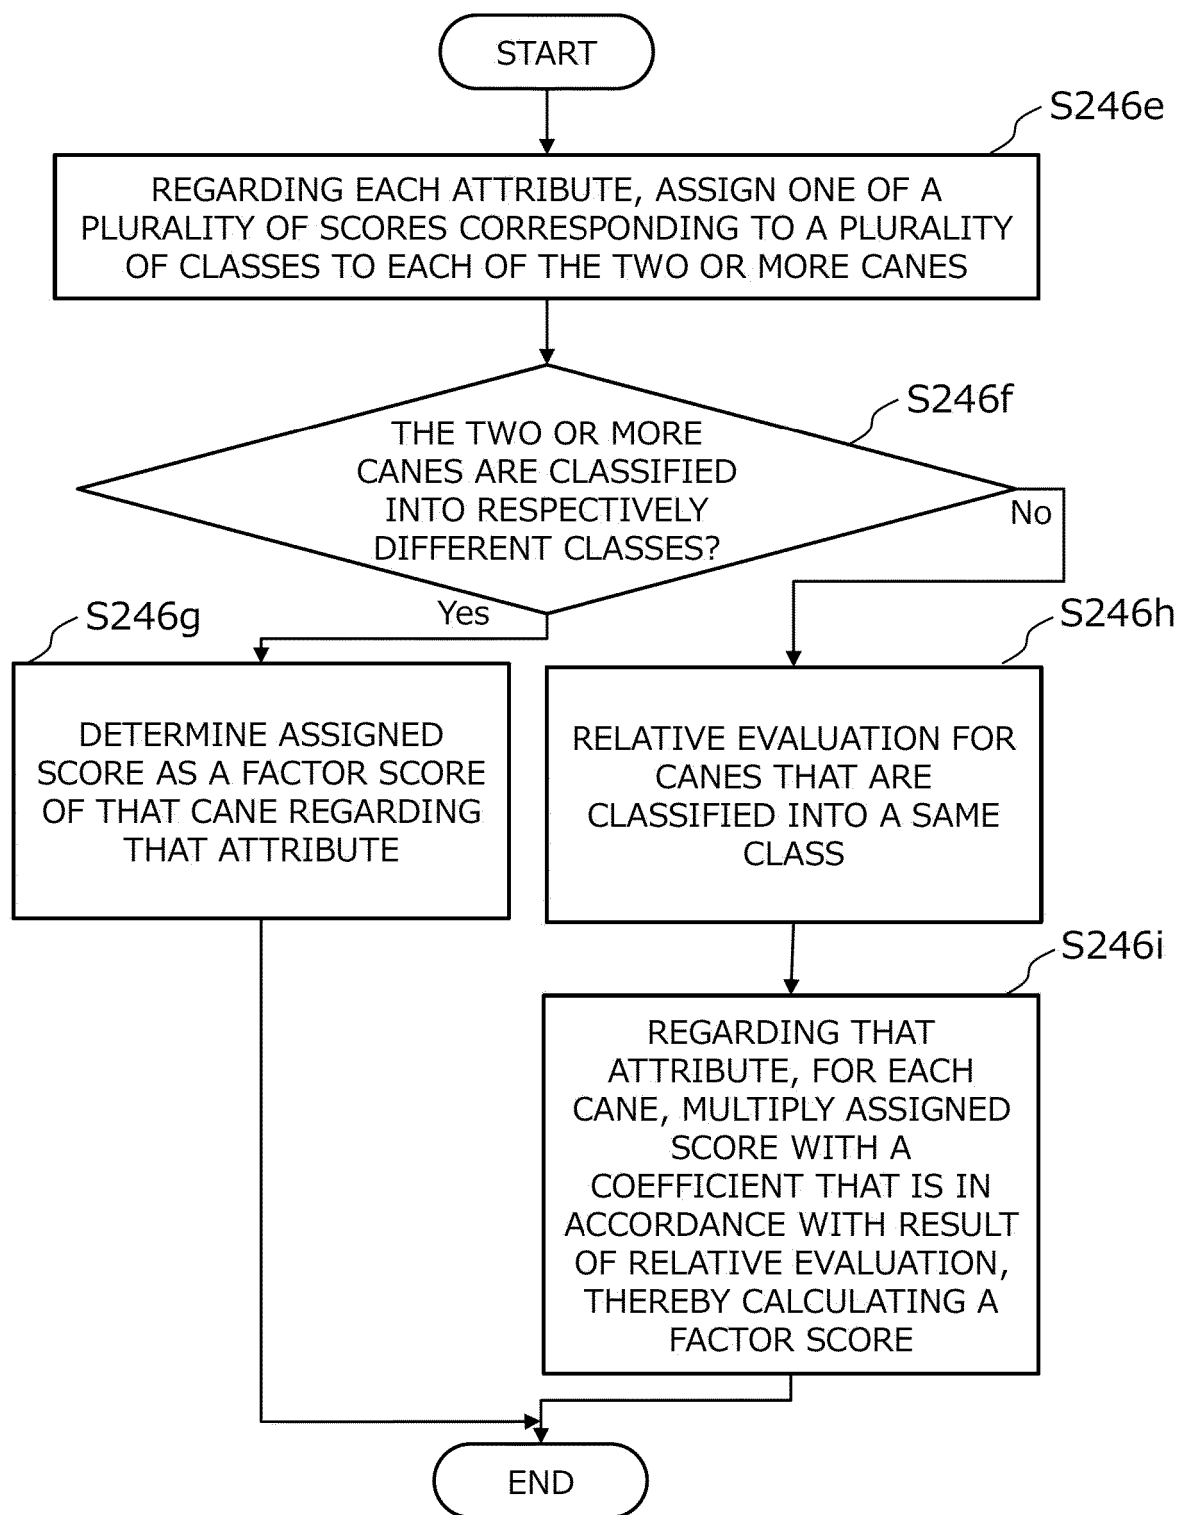 START
S246e
REGARDING EACH ATTRIBUTE, ASSIGN ONE OF A
PLURALITY OF SCORES CORRESPONDING TO A PLURALITY
OF CLASSES TO EACH OF THE TWO OR MORE CANES
S246f
THE TWO OR MORE
CANES ARE CLASSIFIED
INTO RESPECTIVELY
DIFFERENT CLASSES?
No
Yes
S246g
DETERMINE ASSIGNED
SCORE AS A FACTOR SCORE
OF THAT CANE REGARDING
THAT ATTRIBUTE
S246h
RELATIVE EVALUATION FOR
CANES THAT ARE
CLASSIFIED INTO A SAME
CLASS
S246i
REGARDING THAT
ATTRIBUTE, FOR EACH
CANE, MULTIPLY ASSIGNED
SCORE WITH A
COEFFICIENT THAT IS IN
ACCORDANCE WITH RESULT
OF RELATIVE EVALUATION,
THEREBY CALCULATING A
FACTOR SCORE
END